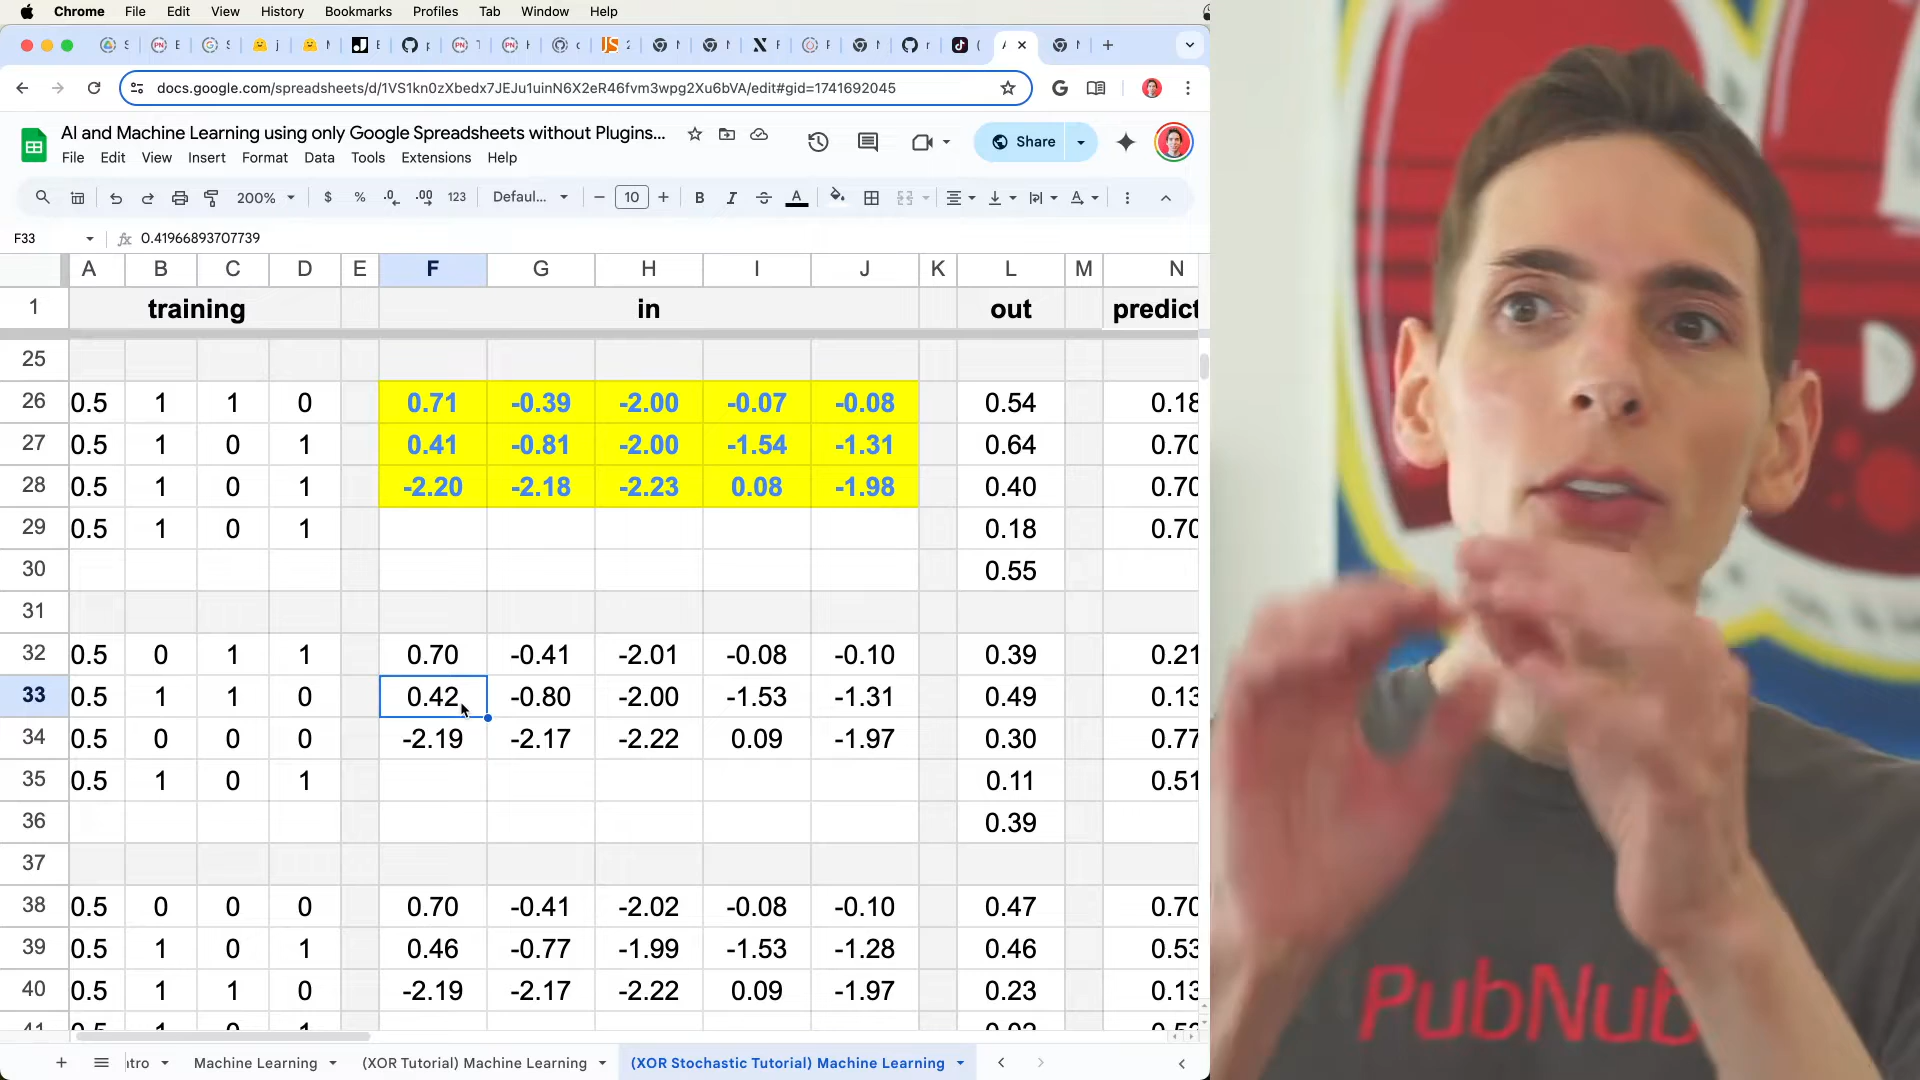 Chrome File Edit View History Bookmarks Profiles Tab Window Help
docs.google.com/spreadsheets/d/1VS1kn0zXbedx7JEJu1uinN6X2eR46fvm3wpg2Xu6bVA/edit#gid=1741692045
AI and Machine Learning using only Google Spreadsheets without Plugins...
Share
File Edit View Insert Format Data Tools Extensions Help
200% $ % .0 .00 123 Defaul... 10 B I S A
F33 fx 0.41966893707739
A B C D E F G H I J K L M N
1 training in out predict
25
26 0.5 1 1 0 0.71 -0.39 -2.00 -0.07 -0.08 0.54 0.18
27 0.5 1 0 1 0.41 -0.81 -2.00 -1.54 -1.31 0.64 0.70
28 0.5 1 0 1 -2.20 -2.18 -2.23 0.08 -1.98 0.40 0.70
29 0.5 1 0 1 0.18 0.70
30 0.55
31
32 0.5 0 1 1 0.70 -0.41 -2.01 -0.08 -0.10 0.39 0.21
33 0.5 1 1 0 0.42 -0.80 -2.00 -1.53 -1.31 0.49 0.13
34 0.5 0 0 0 -2.19 -2.17 -2.22 0.09 -1.97 0.30 0.77
35 0.5 1 0 1 0.11 0.51
36 0.39
37
38 0.5 0 0 0 0.70 -0.41 -2.02 -0.08 -0.10 0.47 0.70
39 0.5 1 0 1 0.46 -0.77 -1.99 -1.53 -1.28 0.46 0.53
40 0.5 1 1 0 -2.19 -2.17 -2.22 0.09 -1.97 0.23 0.13
ntro Machine Learning (XOR Tutorial) Machine Learning (XOR Stochastic Tutorial) Machine Learning
PubNub